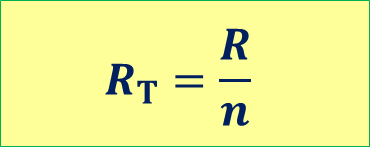 R_T = R/n